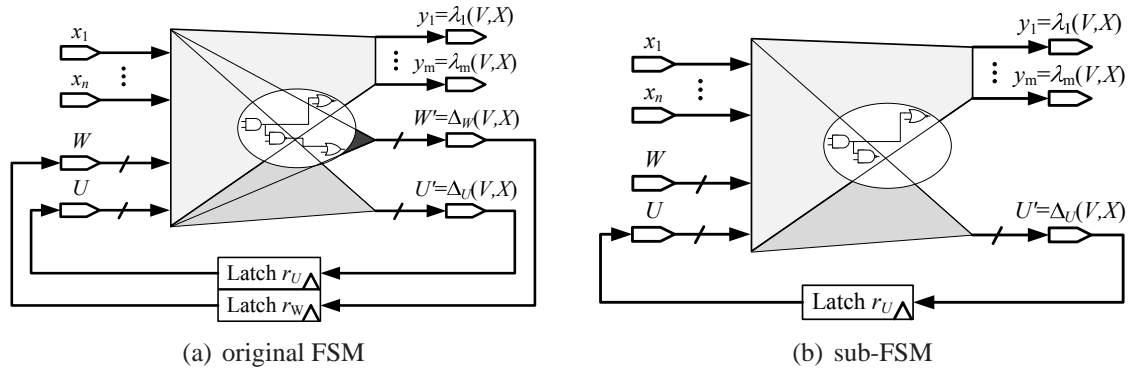 x1
⋮
xn
W
U
y1=λ1(V,X)
⋮
ym=λm(V,X)
W'=ΔW(V,X)
U'=ΔU(V,X)
Latch rU
Latch rW
(a) original FSM
x1
⋮
xn
W
U
y1=λ1(V,X)
⋮
ym=λm(V,X)
U'=ΔU(V,X)
Latch rU
(b) sub-FSM